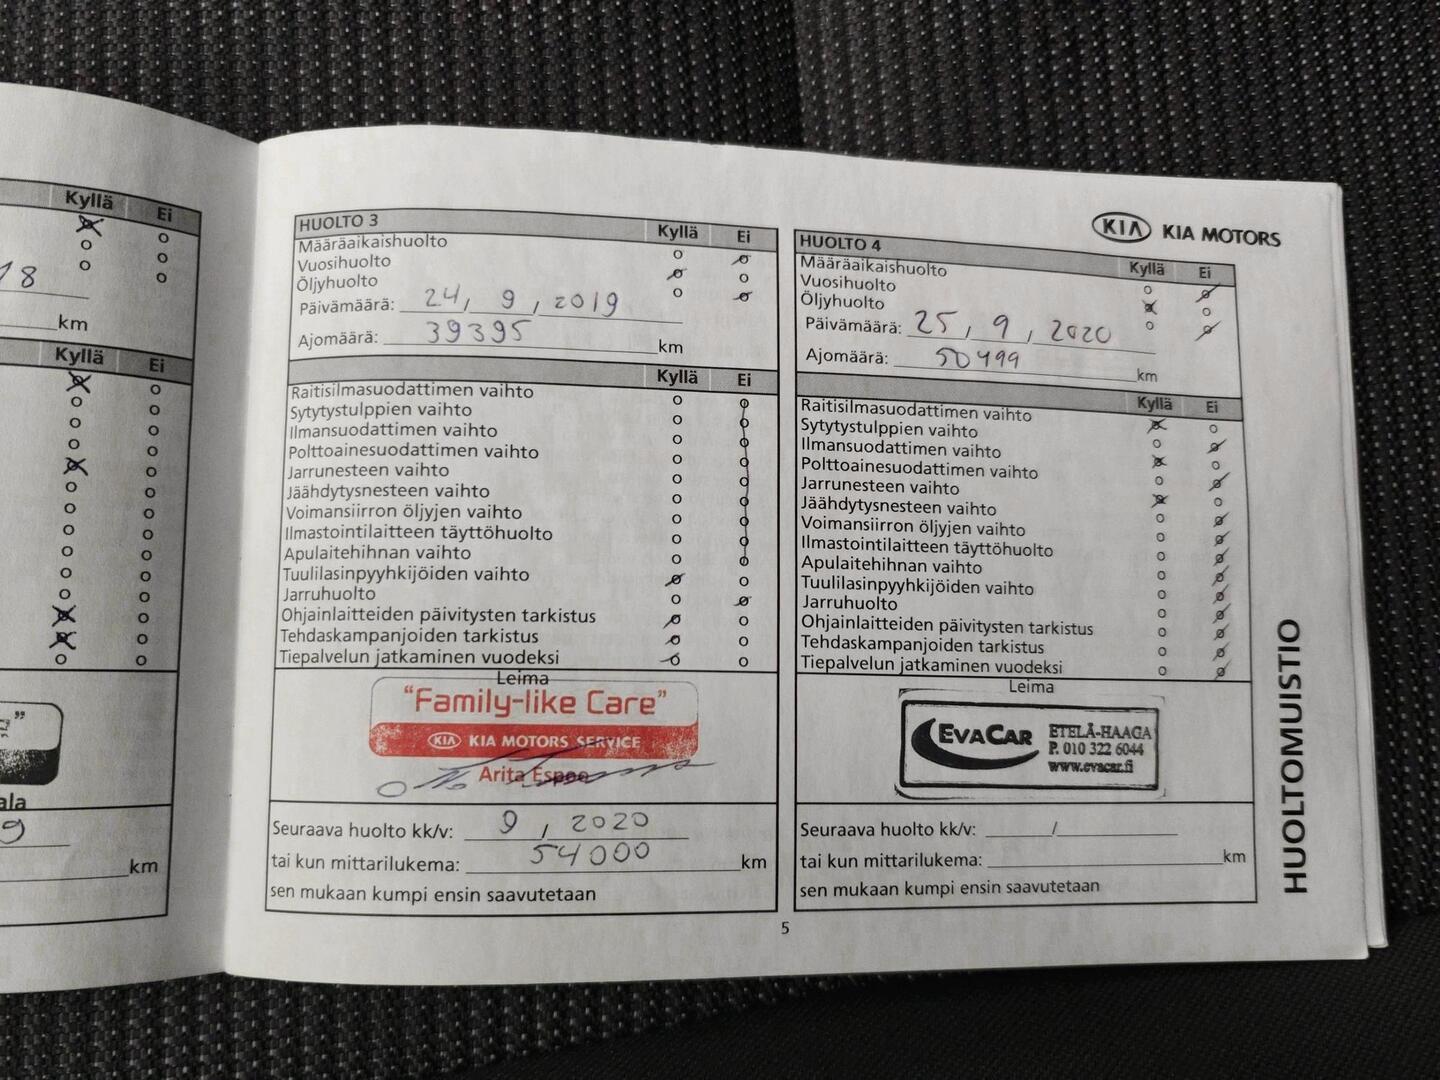 Kyllä Ei
18
km
Kyllä Ei
ala
9
km
HUOLTO 3 Kyllä Ei
Määräaikaishuolto
Vuosihuolto
Öljyhuolto
Päivämäärä: 24, 9, 2019
Ajomäärä: 39395 km
Kyllä Ei
Raitisilmasuodattimen vaihto
Sytytystulppien vaihto
Ilmansuodattimen vaihto
Polttoainesuodattimen vaihto
Jarrunesteen vaihto
Jäähdytysnesteen vaihto
Voimansiirron öljyjen vaihto
Ilmastointilaitteen täyttöhuolto
Apulaitehihnan vaihto
Tuulilasinpyyhkijöiden vaihto
Jarruhuolto
Ohjainlaitteiden päivitysten tarkistus
Tehdaskampanjoiden tarkistus
Tiepalvelun jatkaminen vuodeksi
Leima
"Family-like Care"
KIA KIA MOTORS SERVICE
Arita Espoo
Seuraava huolto kk/v: 9 / 2020
tai kun mittarilukema: 54000 km
sen mukaan kumpi ensin saavutetaan
KIA KIA MOTORS
HUOLTO 4 Kyllä Ei
Määräaikaishuolto
Vuosihuolto
Öljyhuolto
Päivämäärä: 25, 9, 2020
Ajomäärä: 50499 km
Kyllä Ei
Raitisilmasuodattimen vaihto
Sytytystulppien vaihto
Ilmansuodattimen vaihto
Polttoainesuodattimen vaihto
Jarrunesteen vaihto
Jäähdytysnesteen vaihto
Voimansiirron öljyjen vaihto
Ilmastointilaitteen täyttöhuolto
Apulaitehihnan vaihto
Tuulilasinpyyhkijöiden vaihto
Jarruhuolto
Ohjainlaitteiden päivitysten tarkistus
Tehdaskampanjoiden tarkistus
Tiepalvelun jatkaminen vuodeksi
Leima
EVACAR
ETELÄ-HAAGA
P. 010 322 6044
www.evacar.fi
Seuraava huolto kk/v: /
tai kun mittarilukema: km
sen mukaan kumpi ensin saavutetaan
HUOLTOMUISTIO
5